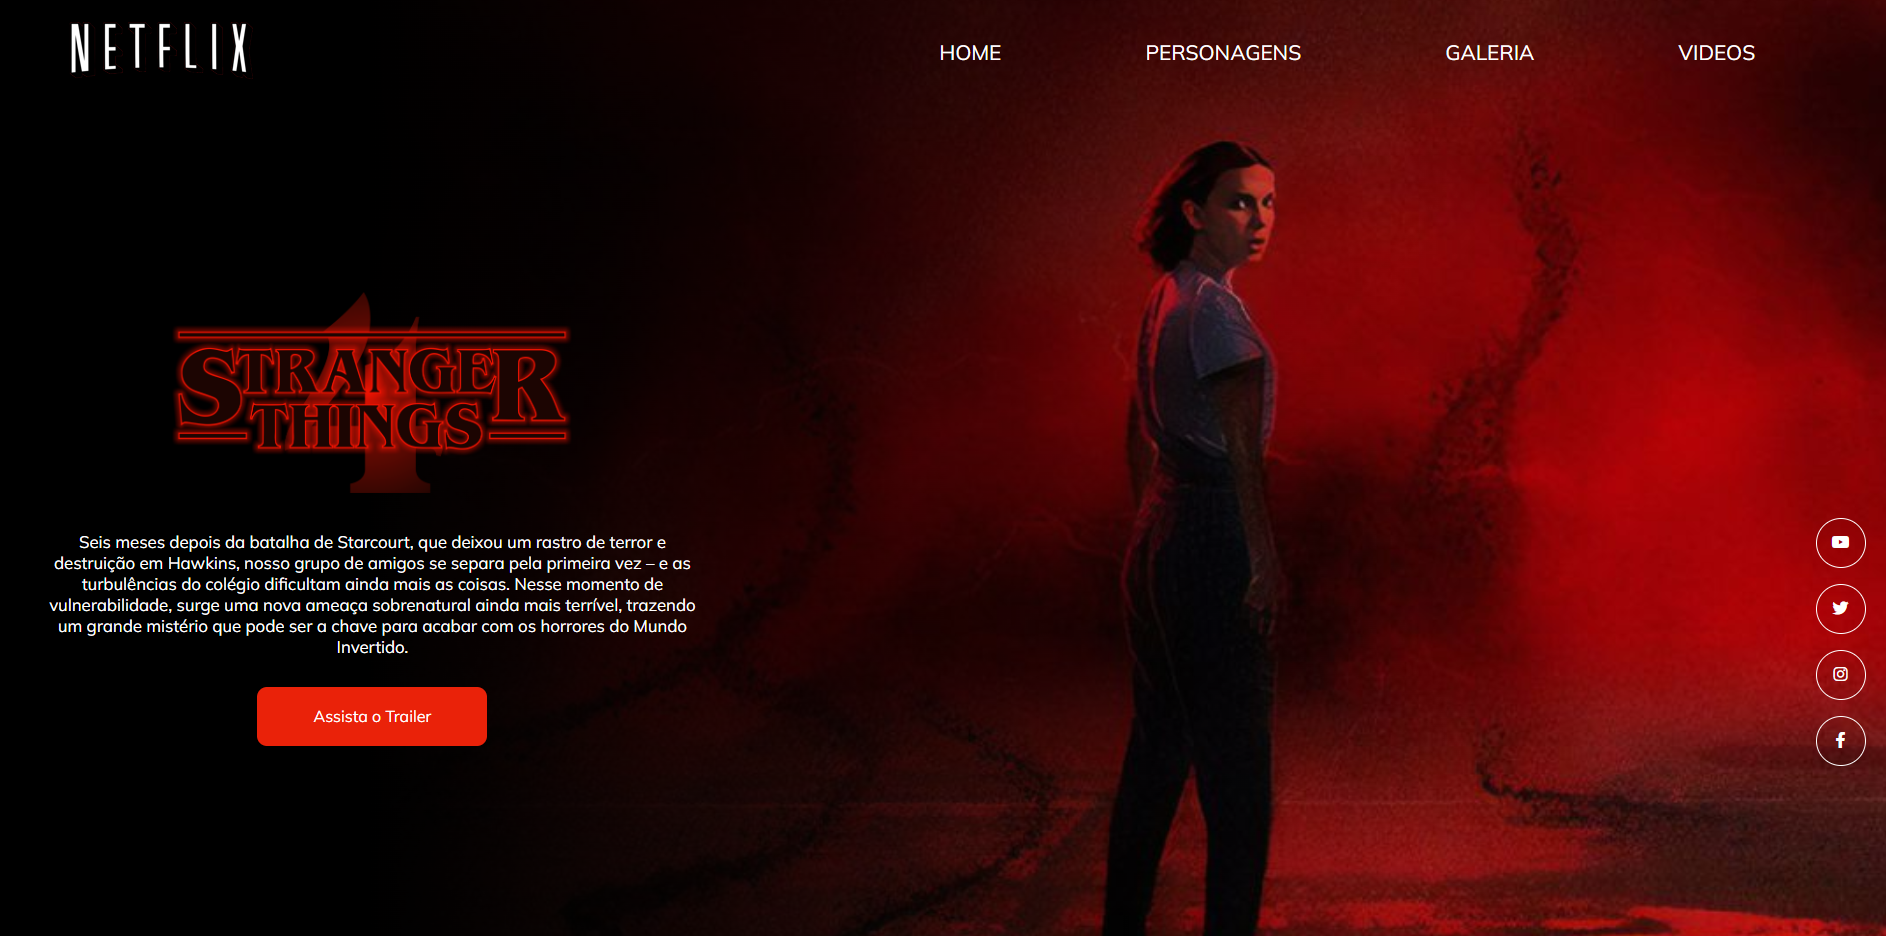 NETFLIX
HOME
PERSONAGENS
GALERIA
VIDEOS
4
STRANGER
THINGS
Seis meses depois da batalha de Starcourt, que deixou um rastro de terror e
destruição em Hawkins, nosso grupo de amigos se separa pela primeira vez – e as
turbulências do colégio dificultam ainda mais as coisas. Nesse momento de
vulnerabilidade, surge uma nova ameaça sobrenatural ainda mais terrível, trazendo
um grande mistério que pode ser a chave para acabar com os horrores do Mundo
Invertido.
Assista o Trailer